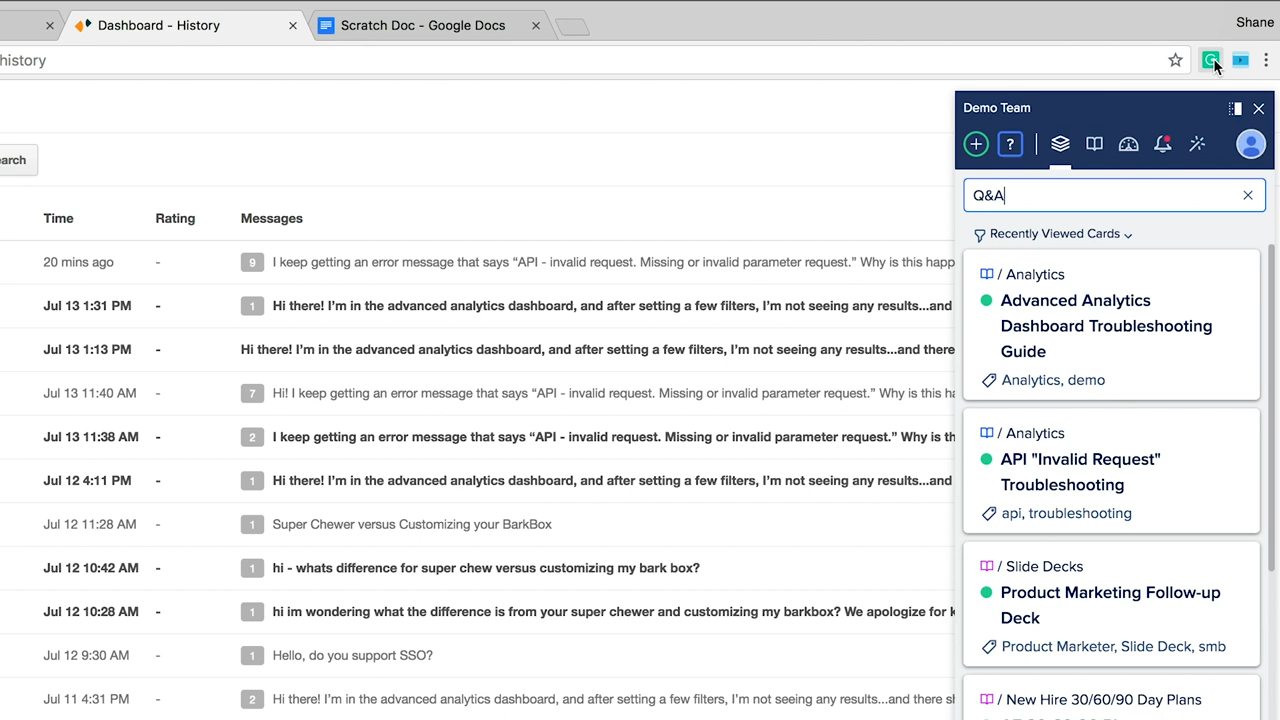 Dashboard - History
Scratch Doc - Google Docs
Shane
history
Demo Team
?
earch
Q&A
Recently Viewed Cards
Time Rating Messages
20 mins ago - 9 I keep getting an error message that says “API - invalid request. Missing or invalid parameter request.” Why is this happ
Jul 13 1:31 PM - 1 Hi there! I’m in the advanced analytics dashboard, and after setting a few filters, I’m not seeing any results...and
Jul 13 1:13 PM - Hi there! I’m in the advanced analytics dashboard, and after setting a few filters, I’m not seeing any results...and there
Jul 13 11:40 AM - 7 Hi! I keep getting an error message that says “API - invalid request. Missing or invalid parameter request.” Why is this ha
Jul 13 11:38 AM - 2 I keep getting an error message that says “API - invalid request. Missing or invalid parameter request.” Why is th
Jul 12 4:11 PM - 1 Hi there! I’m in the advanced analytics dashboard, and after setting a few filters, I’m not seeing any results...and
Jul 12 11:28 AM - 1 Super Chewer versus Customizing your BarkBox
Jul 12 10:42 AM - 1 hi - whats difference for super chew versus customizing my bark box?
Jul 12 10:28 AM - 1 hi im wondering what the difference is from your super chewer and customizing my barkbox? We apologize for k
Jul 12 9:30 AM - 1 Hello, do you support SSO?
Jul 11 4:31 PM - 2 Hi there! I’m in the advanced analytics dashboard, and after setting a few filters, I’m not seeing any results...and there s
/ Analytics
Advanced Analytics
Dashboard Troubleshooting
Guide
Analytics, demo
/ Analytics
API "Invalid Request"
Troubleshooting
api, troubleshooting
/ Slide Decks
Product Marketing Follow-up
Deck
Product Marketer, Slide Deck, smb
/ New Hire 30/60/90 Day Plans